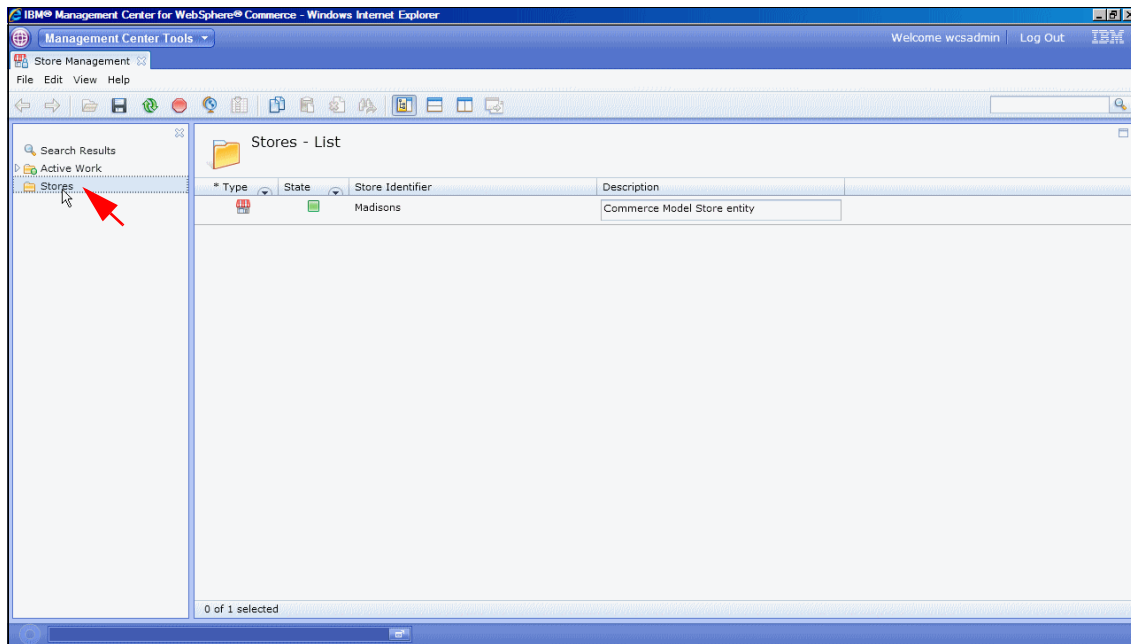 IBM® Management Center for WebSphere® Commerce - Windows Internet Explorer
Management Center Tools
Welcome wcsadmin Log Out IBM
Store Management
File Edit View Help
Search Results
Active Work
Stores
Stores - List
* Type State Store Identifier Description
Madisons Commerce Model Store entity
0 of 1 selected